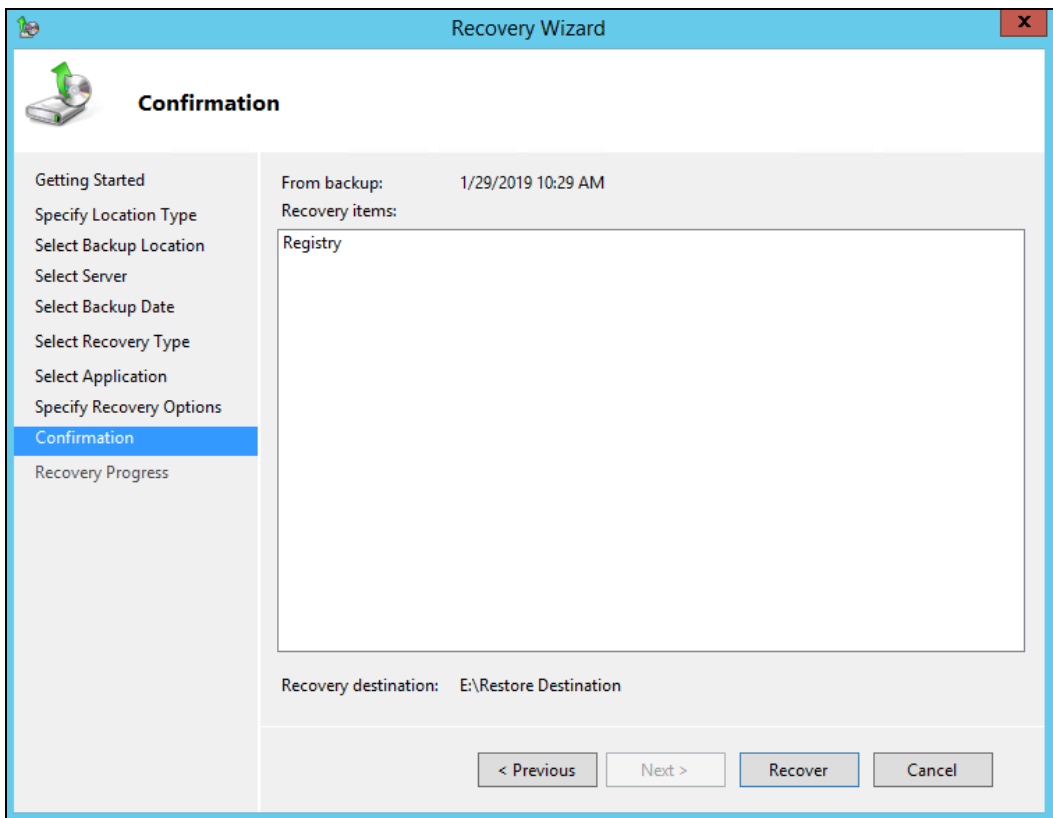 Recovery Wizard
x
Confirmation
Getting Started
Specify Location Type
Select Backup Location
Select Server
Select Backup Date
Select Recovery Type
Select Application
Specify Recovery Options
Confirmation
Recovery Progress
From backup: 1/29/2019 10:29 AM
Recovery items:
Registry
Recovery destination: E:\Restore Destination
< Previous Next > Recover Cancel